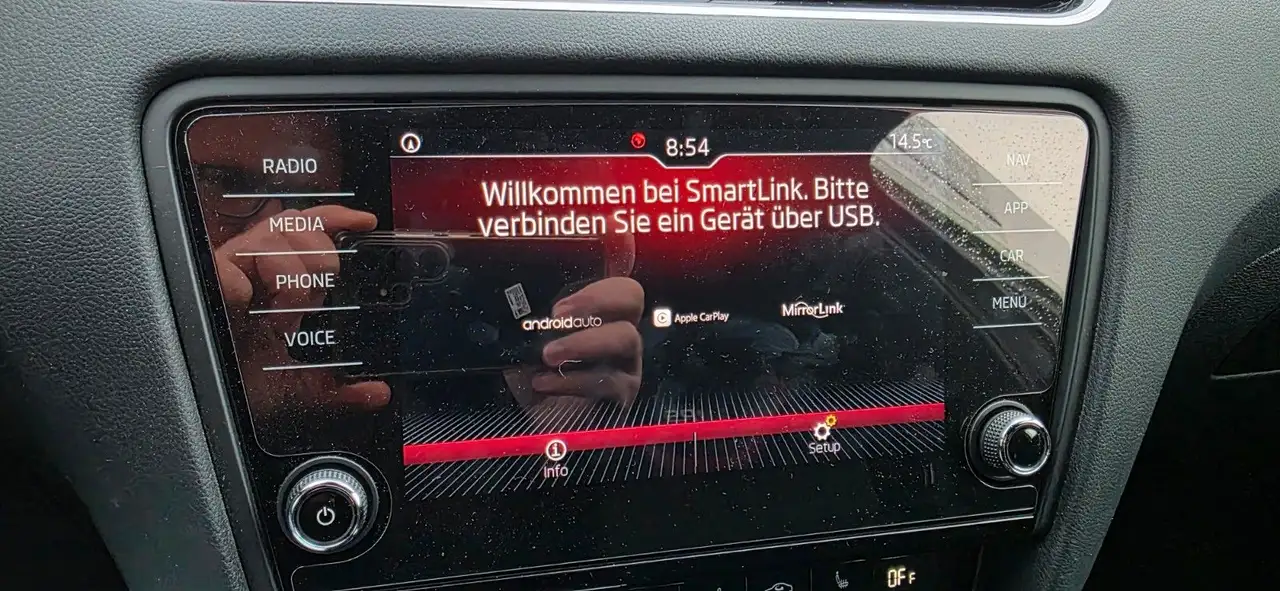 8:54
14.5°C
RADIO
MEDIA
PHONE
VOICE
Willkommen bei SmartLink. Bitte
verbinden Sie ein Gerät über USB.
androidauto
Apple CarPlay
MirrorLink
Info
Setup
NAV
APP
CAR
MENU
OFF